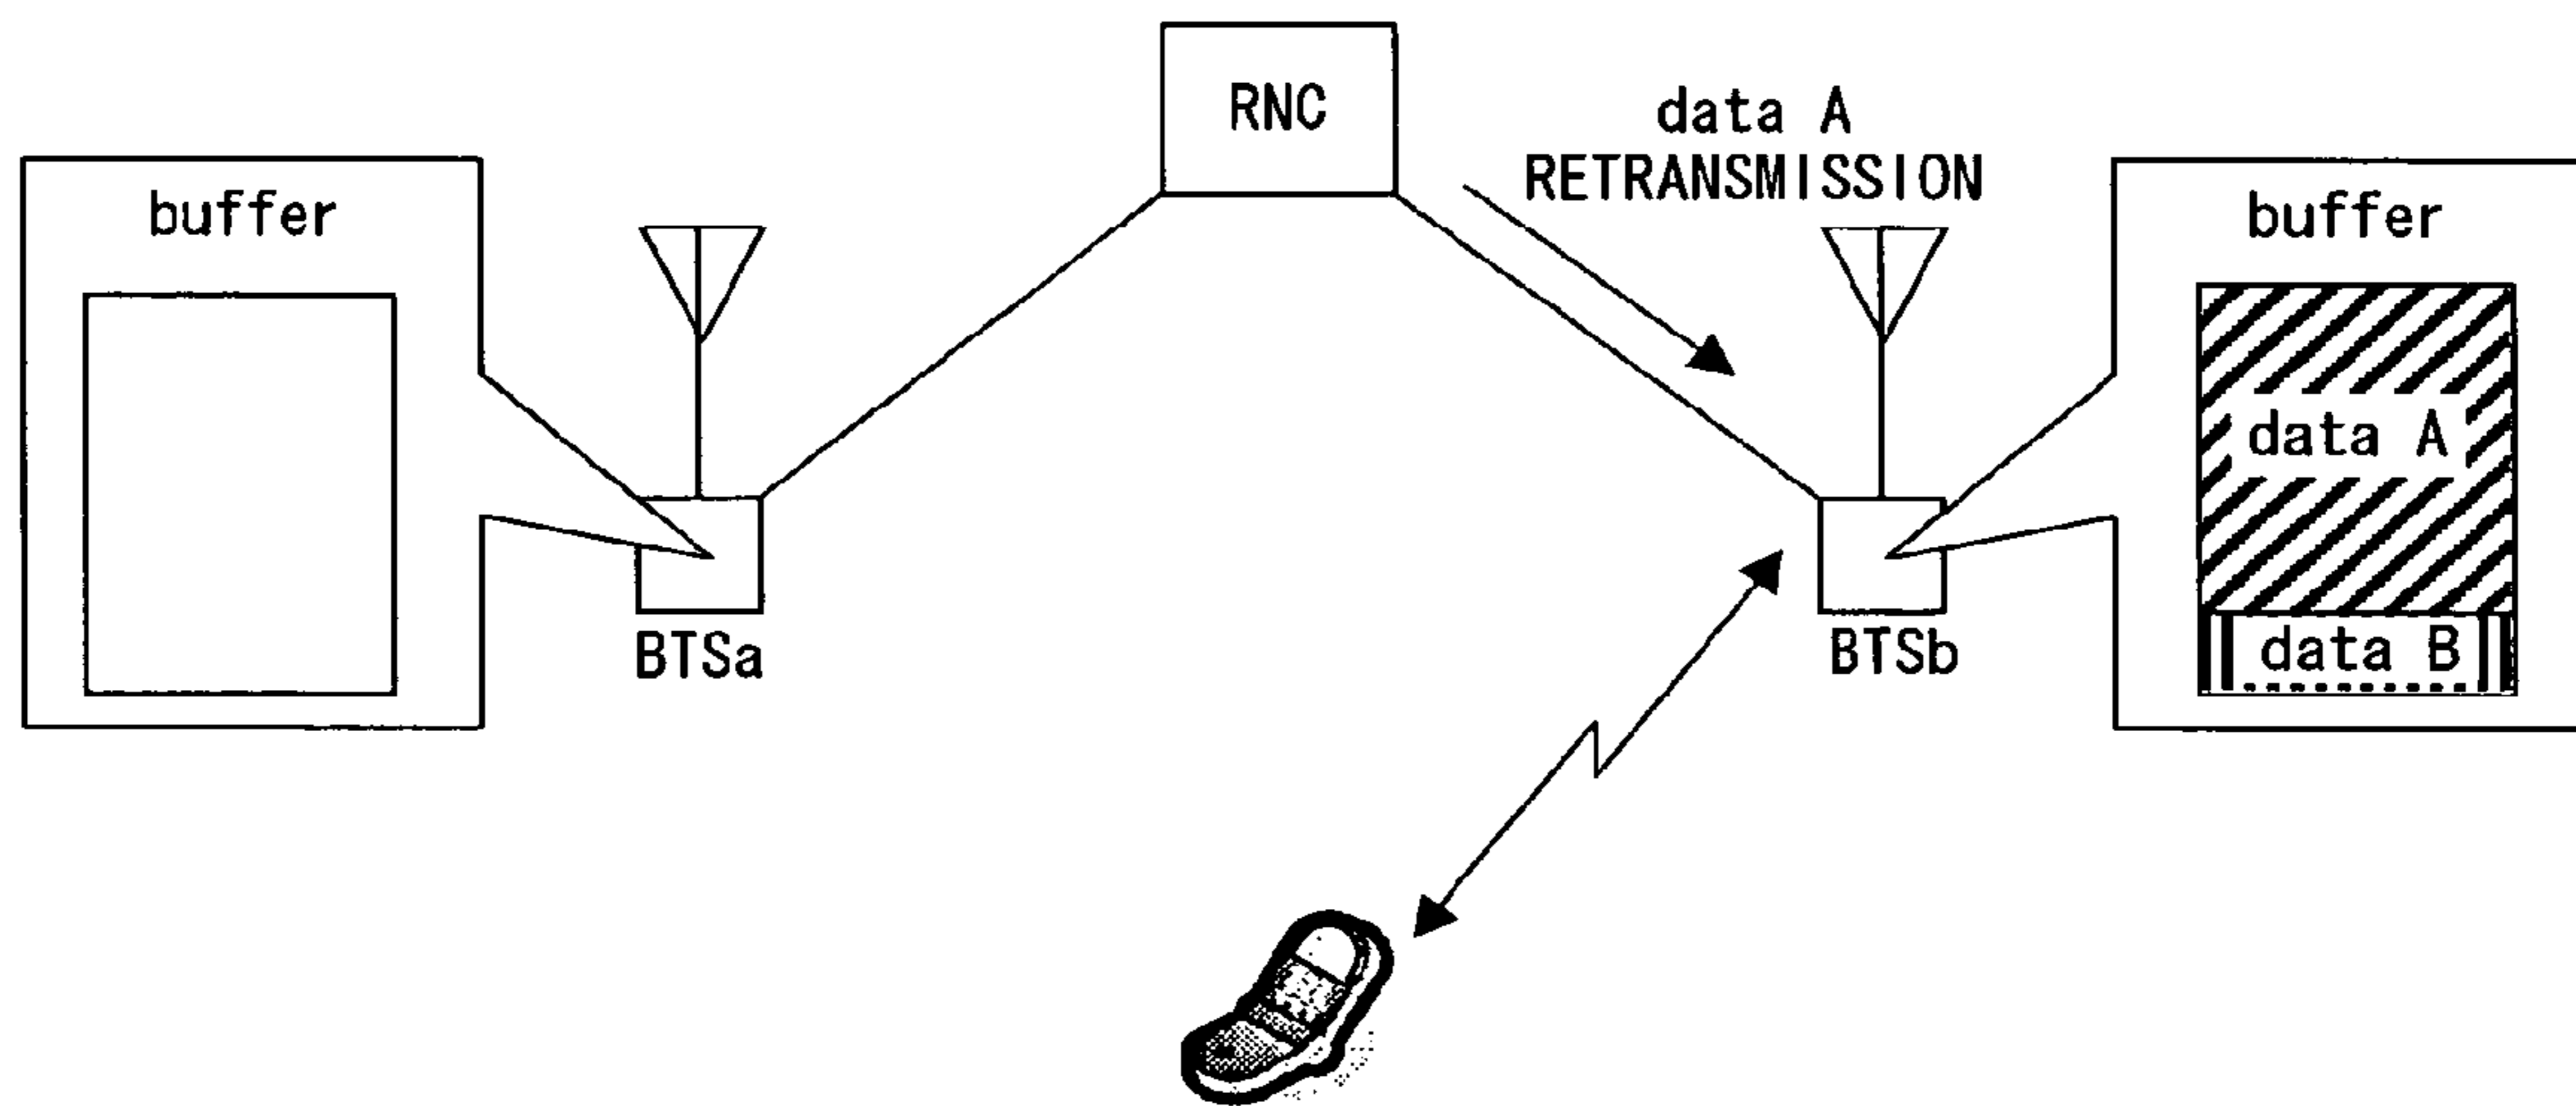 RNC
data A
RETRANSMISSION
buffer
buffer
data A
data B
BTSa
BTSb